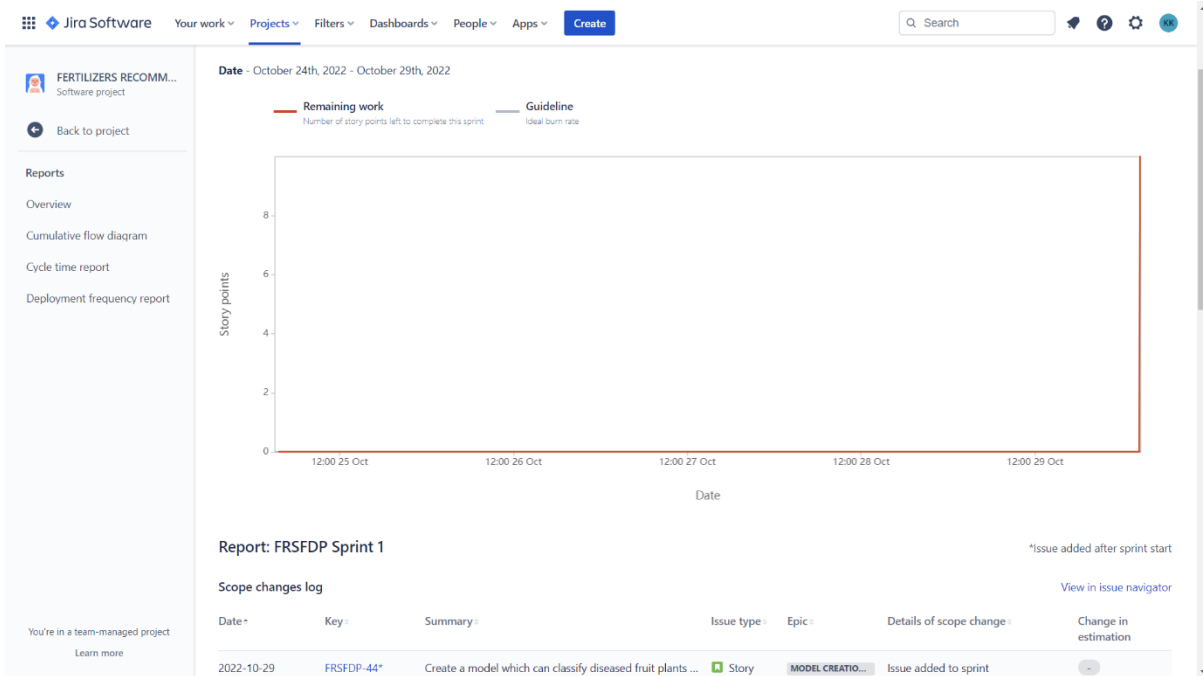 Jira Software Your work Projects Filters Dashboards People Apps Create Search KK
FERTILIZERS RECOMM...
Software project
Back to project
Reports
Overview
Cumulative flow diagram
Cycle time report
Deployment frequency report
You're in a team-managed project
Learn more
Date - October 24th, 2022 - October 29th, 2022
Remaining work
Number of story points left to complete this sprint
Guideline
Ideal burn rate
Story points
8
6
4
2
0
12:00 25 Oct 12:00 26 Oct 12:00 27 Oct 12:00 28 Oct 12:00 29 Oct
Date
Report: FRSFDP Sprint 1
*Issue added after sprint start
Scope changes log
View in issue navigator
Date Key Summary Issue type Epic Details of scope change Change in
estimation
2022-10-29 FRSFDP-44* Create a model which can classify diseased fruit plants ... Story MODEL CREATIO... Issue added to sprint -